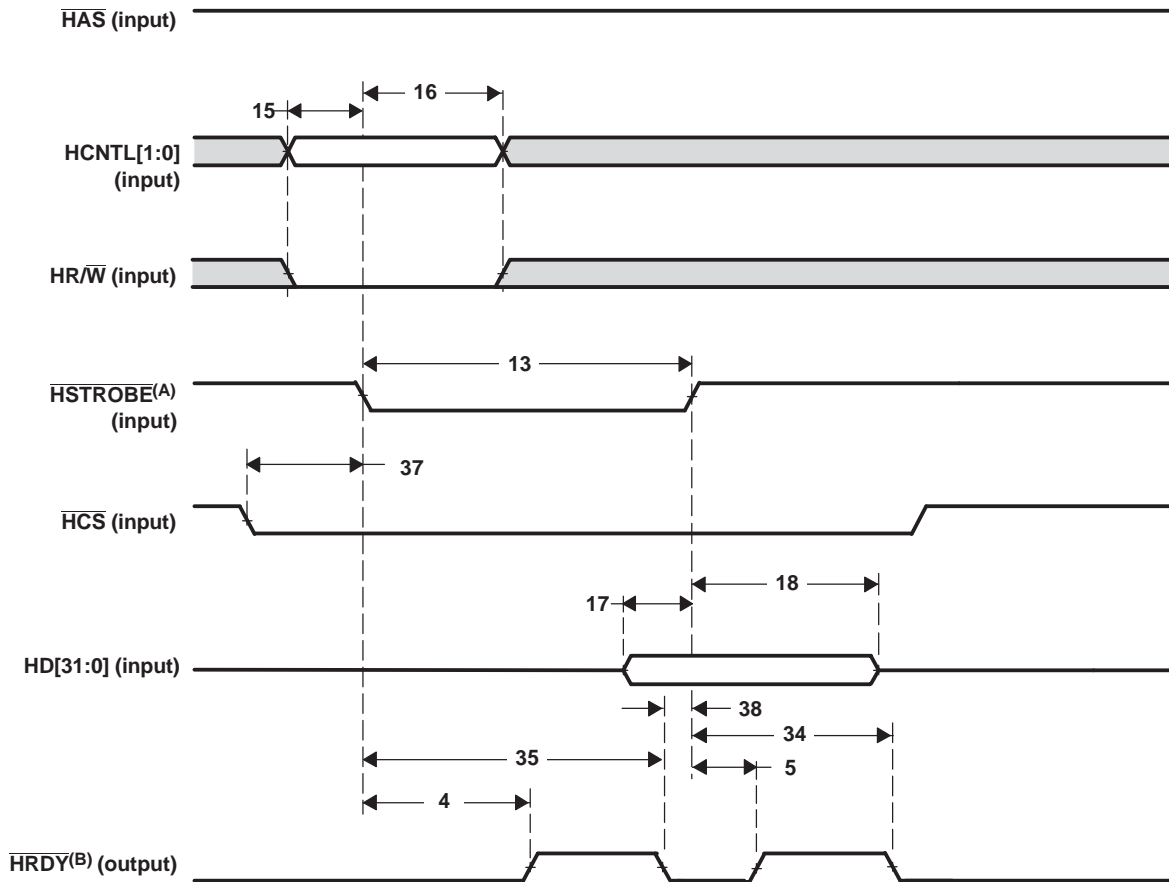 HAS (input)
16
15
HCNTL[1:0]
(input)
HR/W (input)
13
HSTROBE(A)
(input)
37
HCS (input)
18
17
HD[31:0] (input)
38
34
35
5
4
HRDY(B) (output)